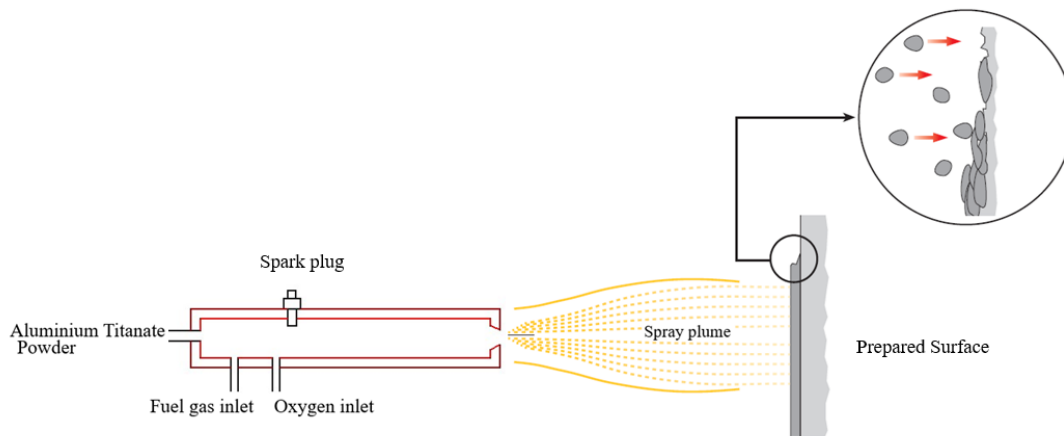 Spark plug
Aluminium Titanate
Powder
Spray plume
Prepared Surface
Fuel gas inlet
Oxygen inlet